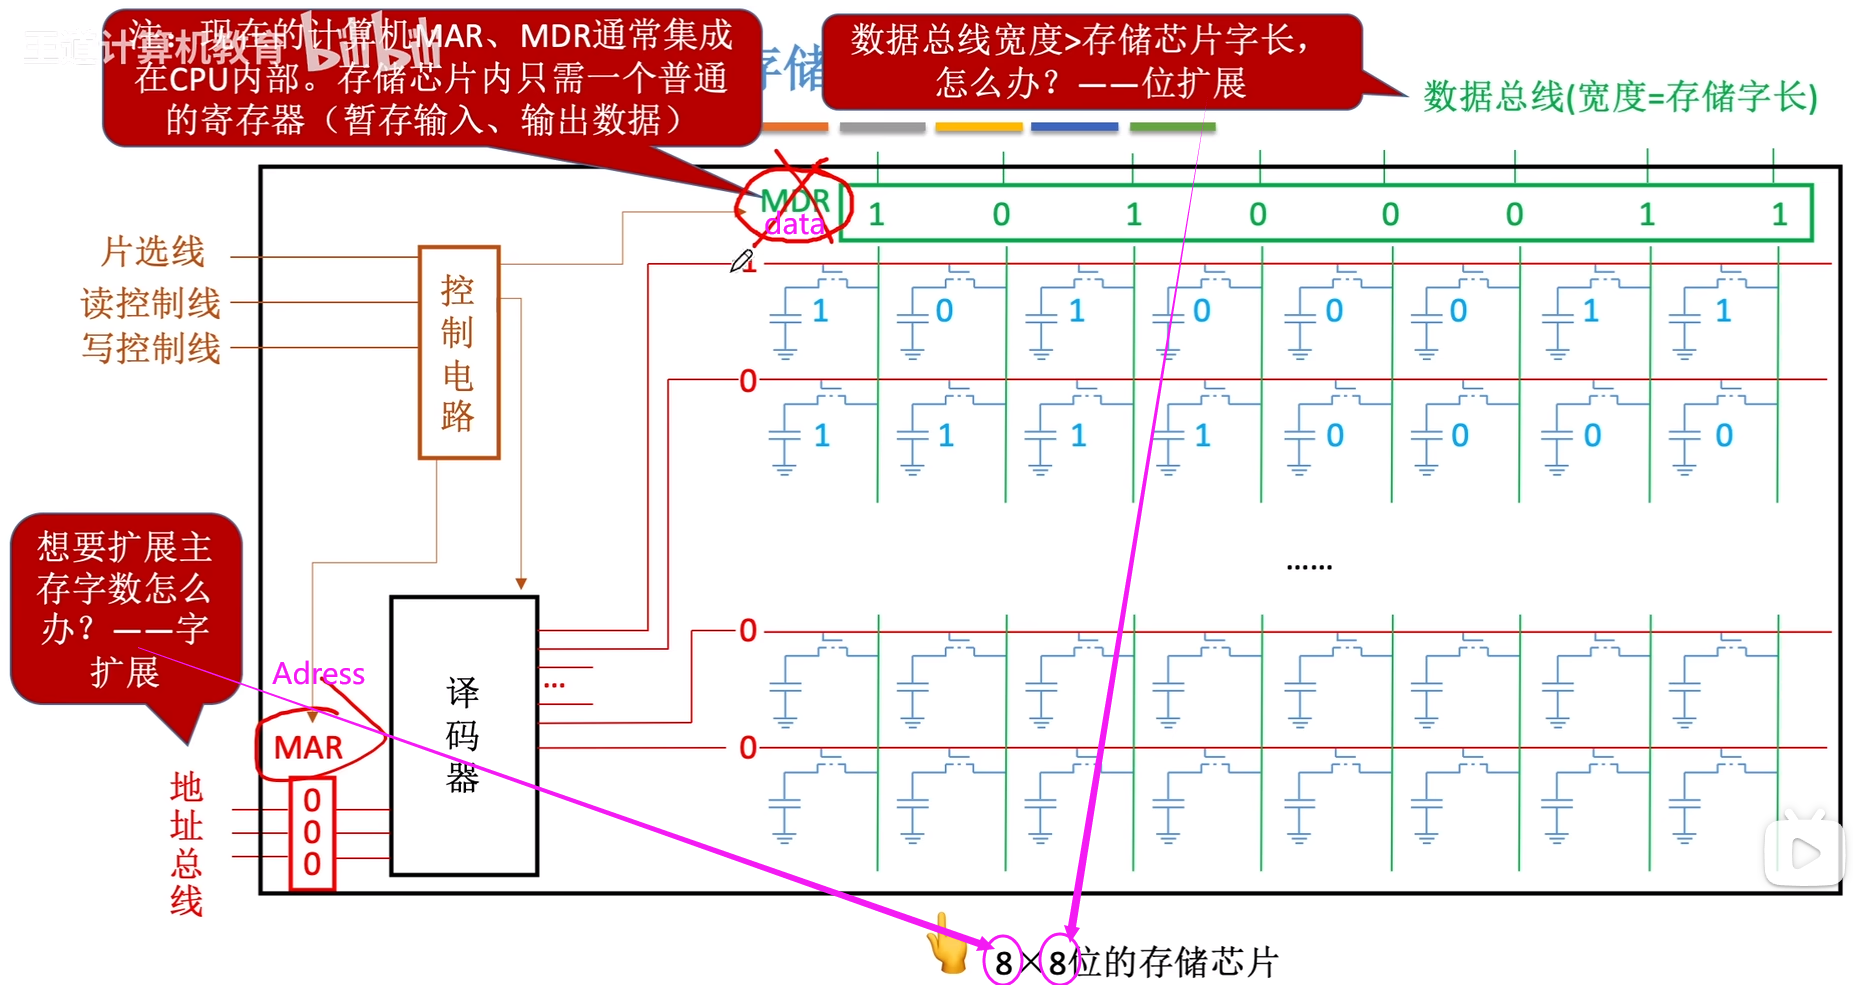 王道计算机教育 bilibili
注：现在的计算机MAR、MDR通常集成
在CPU内部。存储芯片内只需一个普通
的寄存器（暂存输入、输出数据）
存储
数据总线宽度>存储芯片字长，
怎么办？——位扩展
数据总线(宽度=存储字长)
MDR
data
1 0 1 0 0 0 1 1
片选线
读控制线
写控制线
控制电路
1
1 0 1 0 0 0 1 1
0
1 1 1 1 0 0 0 0
……
想要扩展主
存字数怎么
办？——字
扩展
Adress
MAR
地址总线
0
0
0
译码器
…
0
0
8×8位的存储芯片